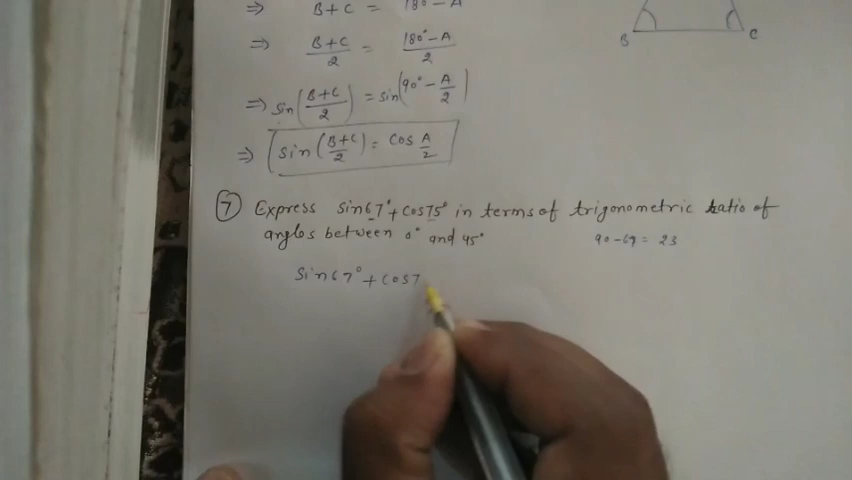 ⇒ B+C = 180° - A
⇒ B+C/2 = 180°-A/2
⇒ sin(B+C/2) = sin(90° - A/2)
⇒ sin(B+C/2) = cos A/2
B C
7 Express sin67° + cos75° in terms of trigonometric ratio of
angles between 0° and 45°
90-67 = 23
sin67° + cos7